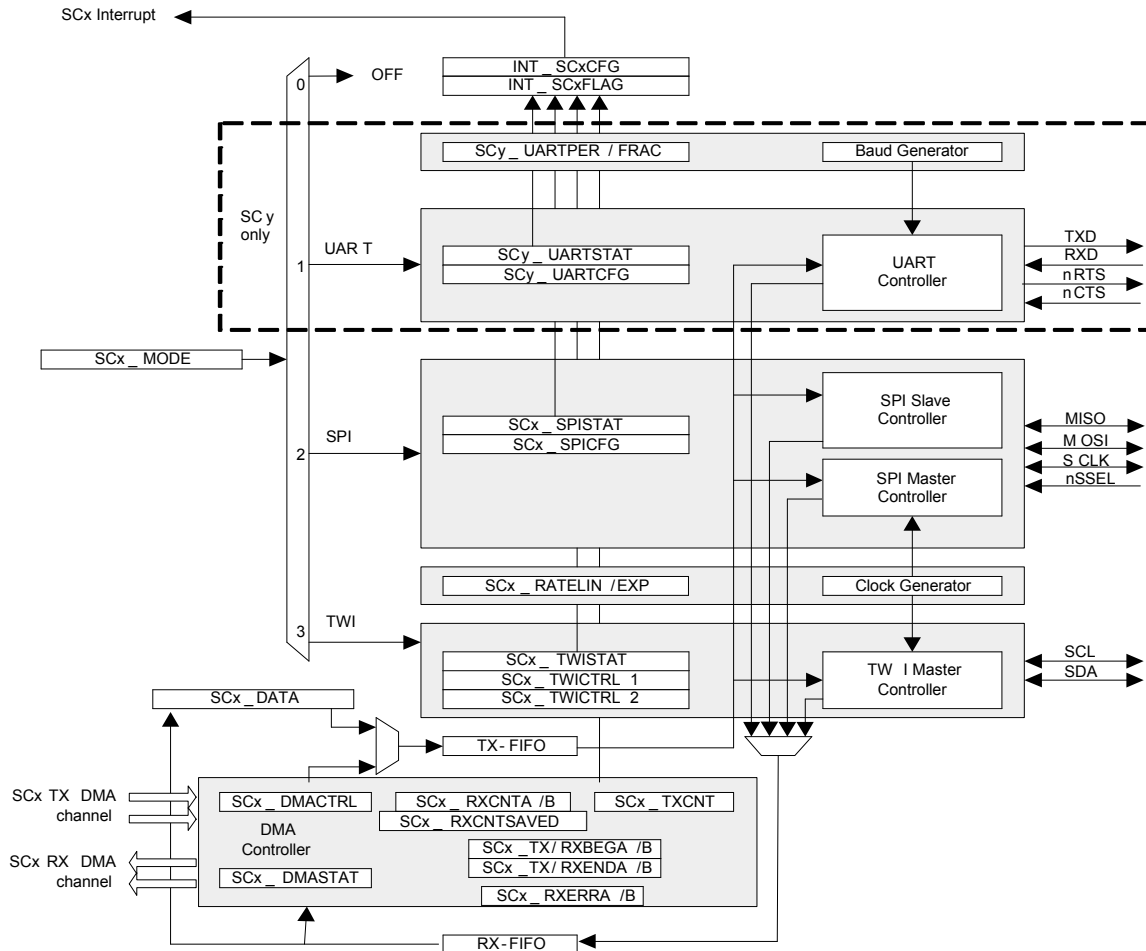 SCx Interrupt
INT _ SCxCFG
INT _ SCxFLAG
0
OFF
SCy _ UARTPER / FRAC
Baud Generator
SC y
only
UAR T
1
SCy _ UARTSTAT
SCy _ UARTCFG
UART
Controller
TXD
RXD
n RTS
n CTS
SCx _ MODE
SPI
2
SCx _ SPISTAT
SCx _ SPICFG
SPI Slave
Controller
SPI Master
Controller
MISO
M OSI
S CLK
nSSEL
SCx _ RATELIN / EXP
Clock Generator
TWI
3
SCx _ TWISTAT
SCx _ TWICTRL 1
SCx _ TWICTRL 2
TW I Master
Controller
SCL
SDA
SCx _ DATA
TX - FIFO
SCx TX DMA
channel
SCx RX DMA
channel
SCx _ DMACTRL
SCx _ RXCNTA /B
SCx _ TXCNT
SCx _ RXCNTSAVED
DMA
Controller
SCx _ TX / RXBEGA /B
SCx _ TX / RXENDA /B
SCx _ DMASTAT
SCx _ RXERRA /B
RX - FIFO